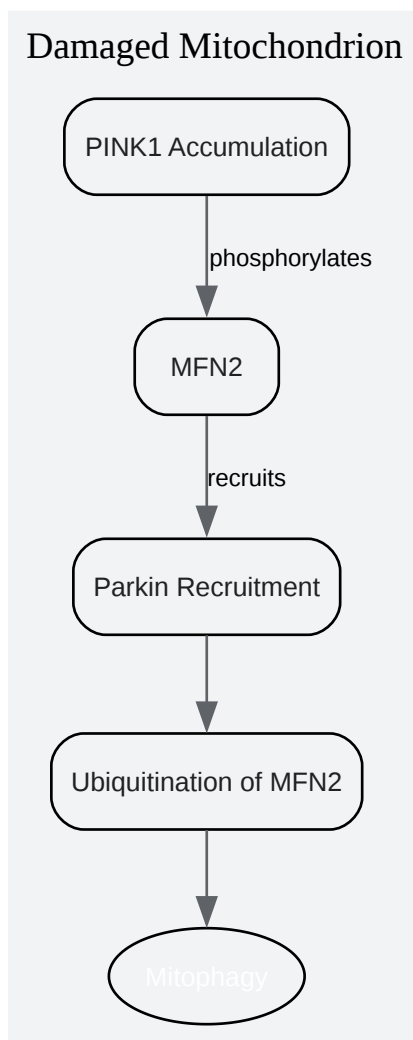 Damaged Mitochondrion
PINK1 Accumulation
phosphorylates
MFN2
recruits
Parkin Recruitment
Ubiquitination of MFN2
Mitophagy